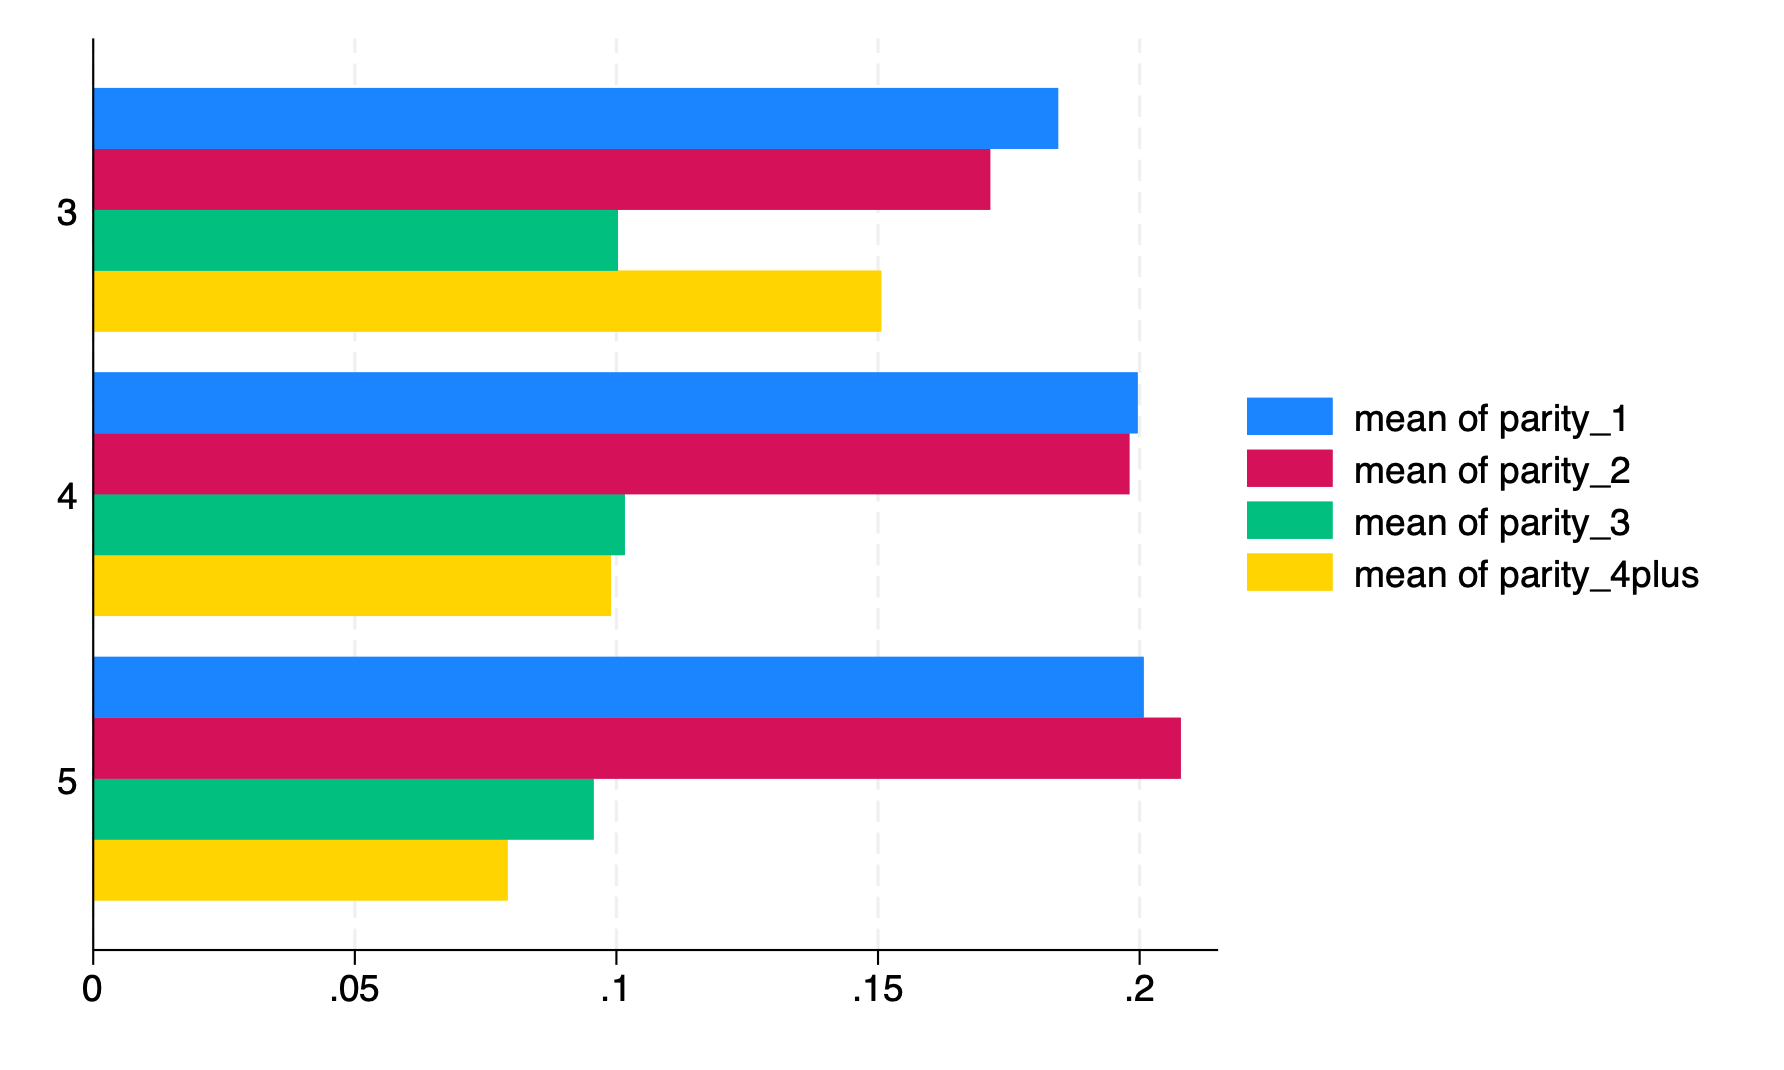 3
4
5
0 .05 .1 .15 .2
mean of parity_1
mean of parity_2
mean of parity_3
mean of parity_4plus